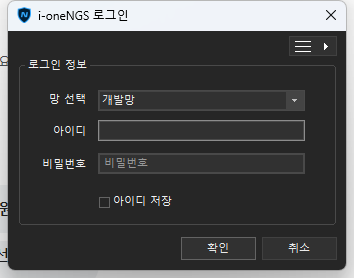 i-oneNGS 로그인
로그인 정보
망 선택
개발망
아이디
비밀번호
비밀번호
아이디 저장
확인
취소